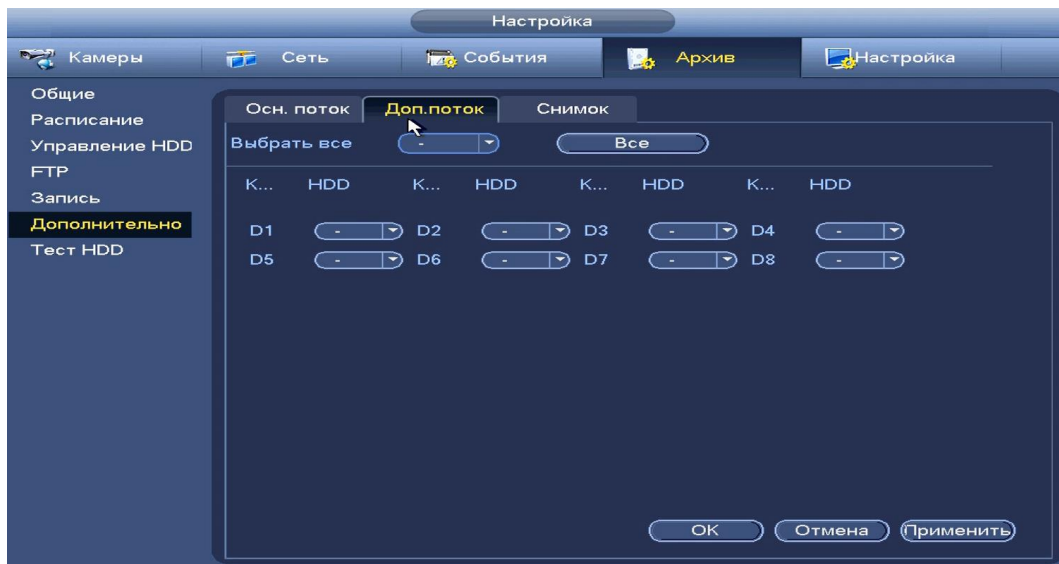 Настройка
Камеры Сеть События Архив Настройка
Общие
Расписание
Управление HDD
FTP
Запись
Дополнительно
Тест HDD
Осн. поток Доп.поток Снимок
Выбрать все - Все
К... HDD К... HDD К... HDD К... HDD
D1 - D2 - D3 - D4 -
D5 - D6 - D7 - D8 -
OK Отмена Применить